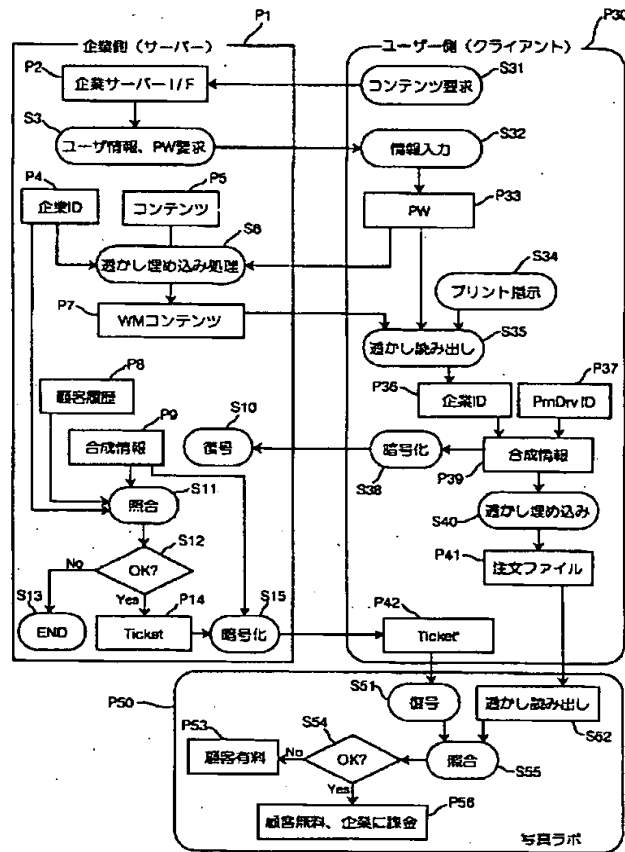 P1
P30
企業側（サーバー）
ユーザー側（クライアント）
P2
企業サーバー I/F
コンテンツ要求
S31
S3
ユーザ情報、PW要求
情報入力
S32
P4
企業ID
P5
コンテンツ
PW
P33
S6
透かし埋め込み処理
S34
プリント指示
P7
WMコンテンツ
S35
透かし読み出し
P8
顧客履歴
P36
企業ID
P37
PrnDrv ID
P9
合成情報
S10
復号
暗号化
S38
合成情報
P39
S11
照合
S40
透かし埋め込み
S12
OK?
No
Yes
P41
注文ファイル
S13
END
P14
Ticket
S15
暗号化
P42
Ticket'
P50
S51
復号
透かし読み出し
S52
P53
顧客有料
S54
OK?
No
Yes
照合
S55
顧客無料、企業に課金
P56
写真ラボ